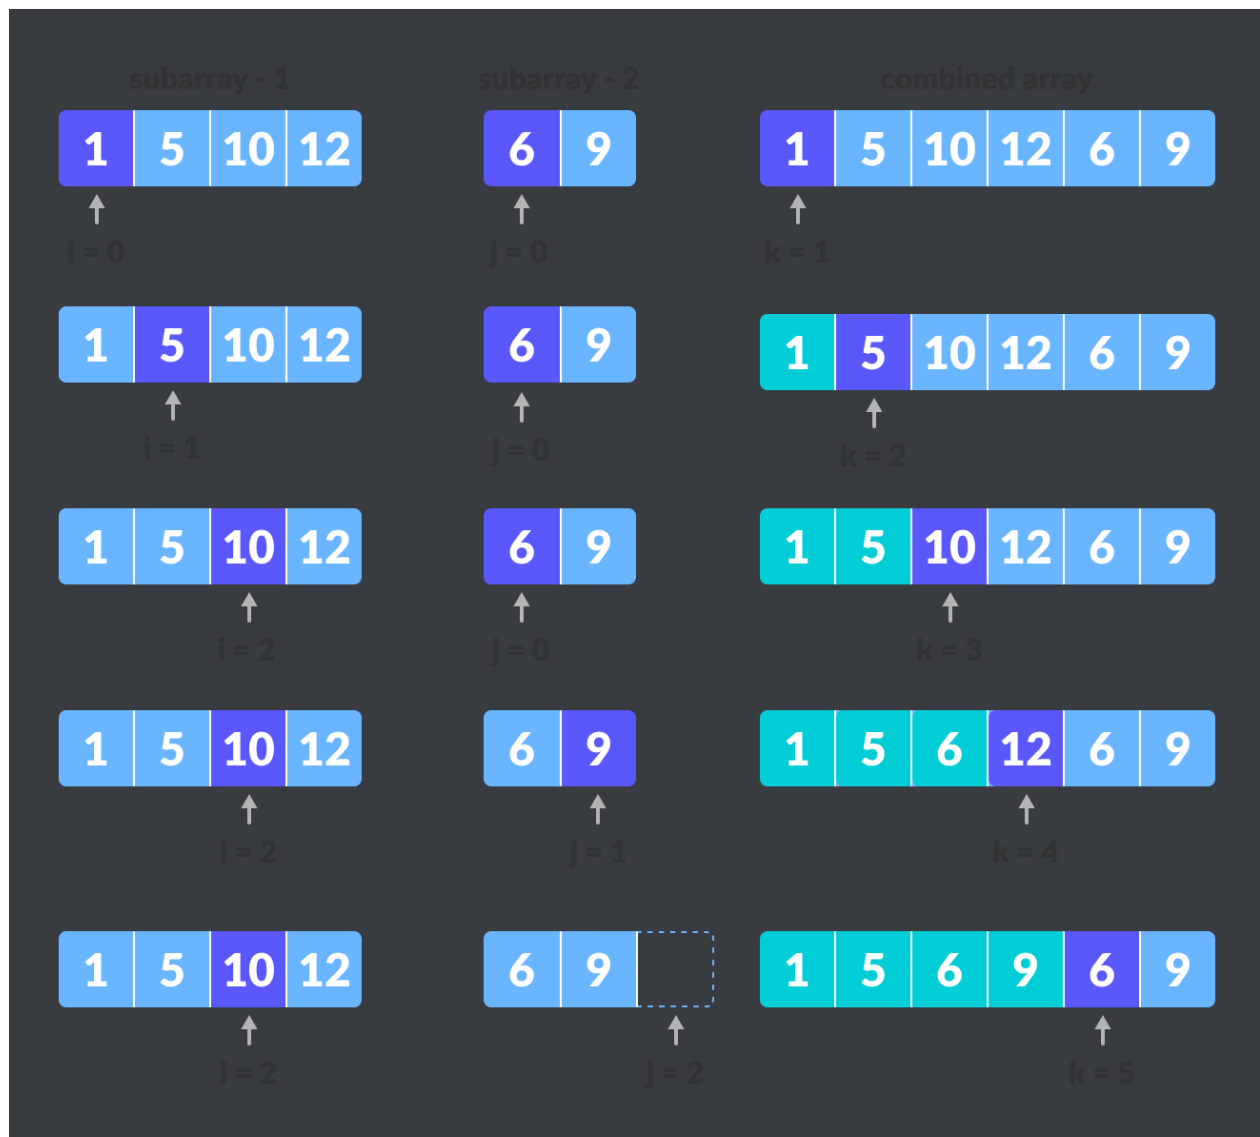 subarray - 1 subarray - 2 combined array
1 5 10 12 6 9 1 5 10 12 6 9
i = 0 j = 0 k = 1
1 5 10 12 6 9 1 5 10 12 6 9
i = 1 j = 0 k = 2
1 5 10 12 6 9 1 5 10 12 6 9
i = 2 j = 0 k = 3
1 5 10 12 6 9 1 5 6 12 6 9
i = 2 j = 1 k = 4
1 5 10 12 6 9 1 5 6 9 6 9
i = 2 j = 2 k = 5